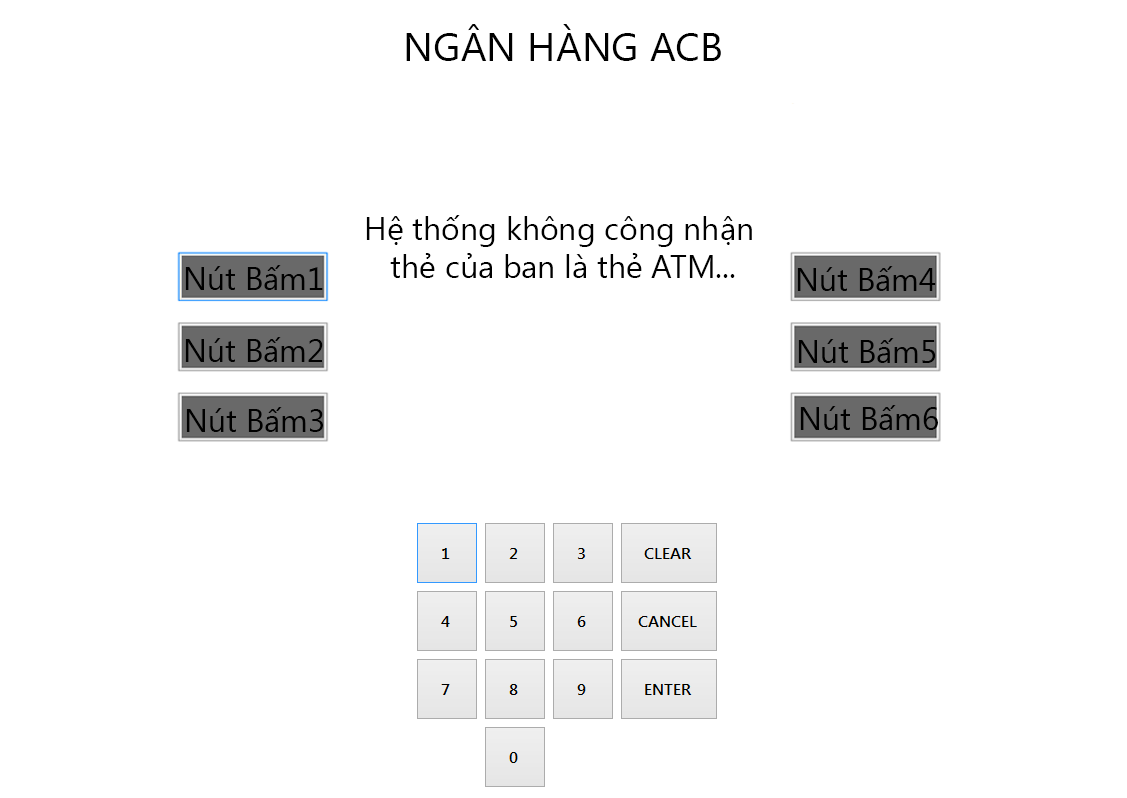 NGÂN HÀNG ACB
Hệ thống không công nhận
thẻ của ban là thẻ ATM...
Nút Bấm1
Nút Bấm4
Nút Bấm2
Nút Bấm5
Nút Bấm3
Nút Bấm6
1 2 3 CLEAR
4 5 6 CANCEL
7 8 9 ENTER
0